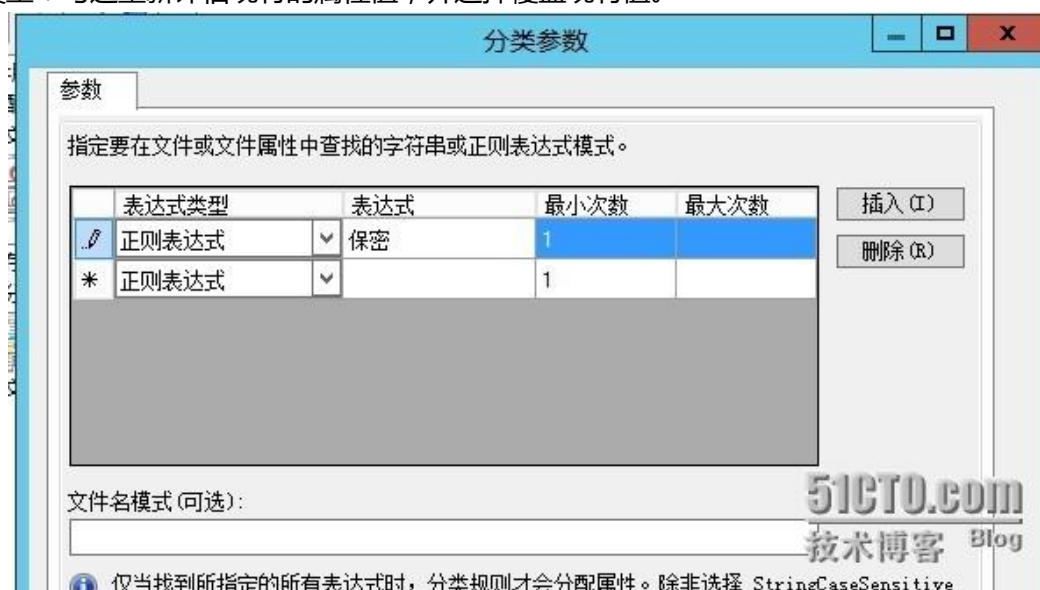 分类参数
参数
指定要在文件或文件属性中查找的字符串或正则表达式模式。
表达式类型 表达式 最小次数 最大次数
插入(I)
正则表达式 保密 1
删除(R)
正则表达式 1
文件名模式(可选):
51CTO.com
技术博客 Blog
仅当找到所指定的所有表达式时，分类规则才会分配属性。除非选择 StringCaseSensitive